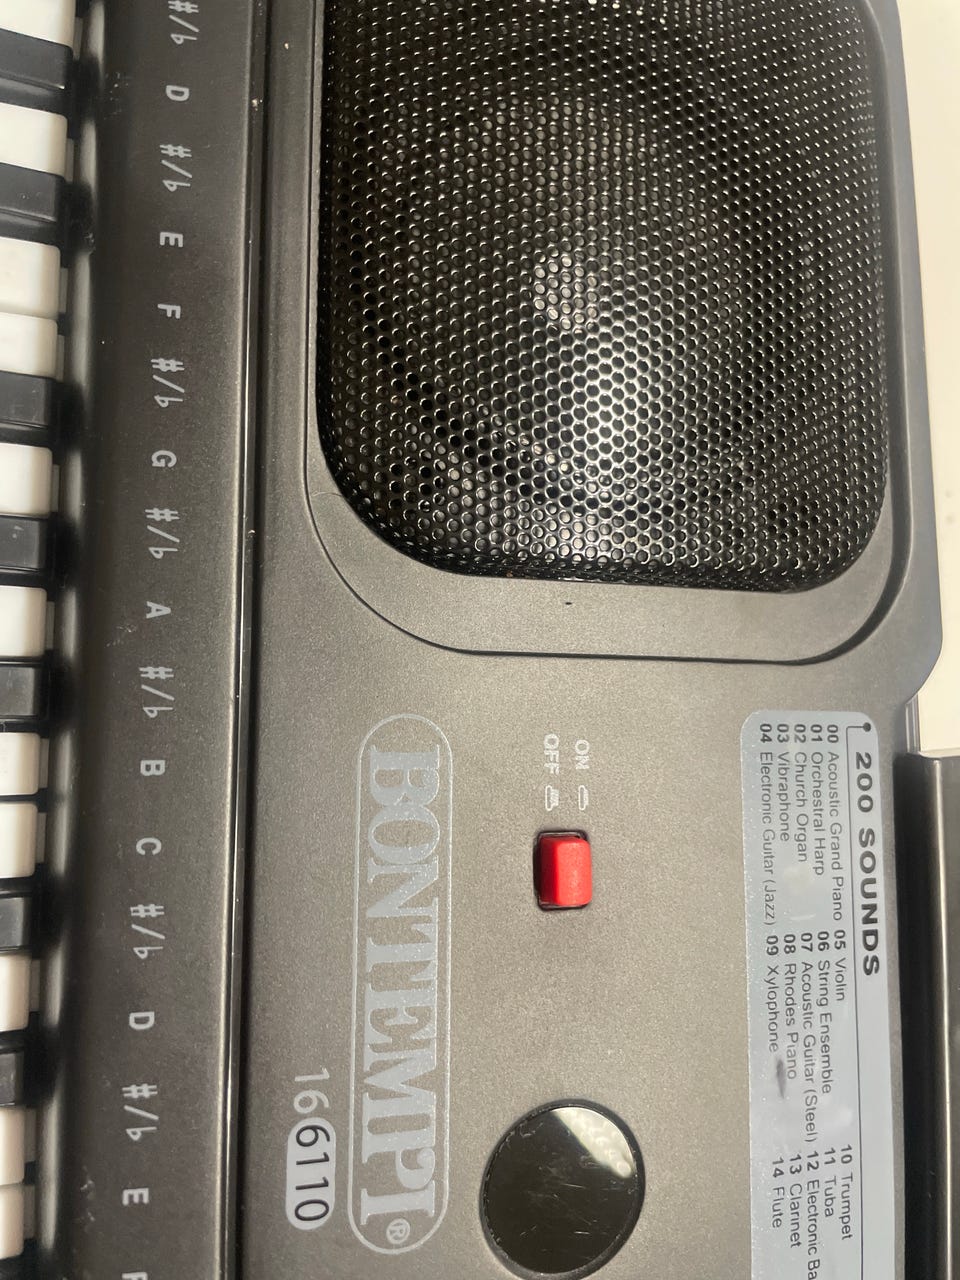 #/♭ D #/♭ E F #/♭ G #/♭ A #/♭ B C #/♭ D #/♭ E F
200 SOUNDS
00 Acoustic Grand Piano
01 Orchestral Harp
02 Church Organ
03 Vibraphone
04 Electronic Guitar (Jazz)
05 Violin
06 String Ensemble
07 Acoustic Guitar (Steel)
08 Rhodes Piano
09 Xylophone
10 Trumpet
11 Tuba
12 Electronic Ba
13 Clarinet
14 Flute
ON
OFF
BONTEMPI®
166110